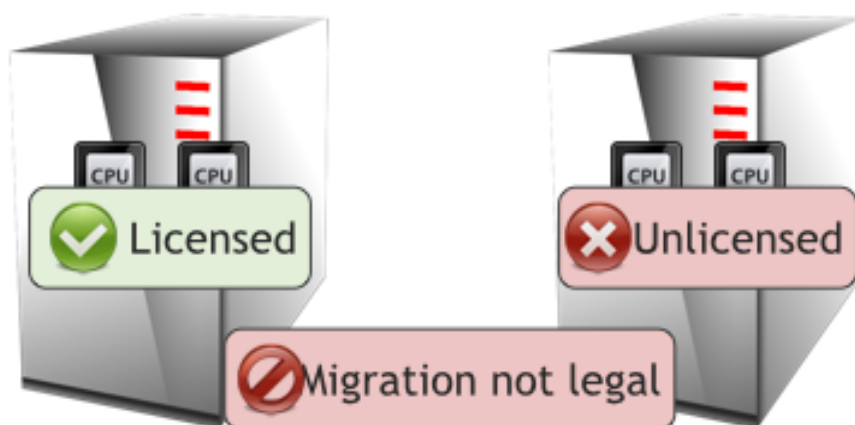 CPU
CPU
Licensed
CPU
CPU
Unlicensed
Migration not legal